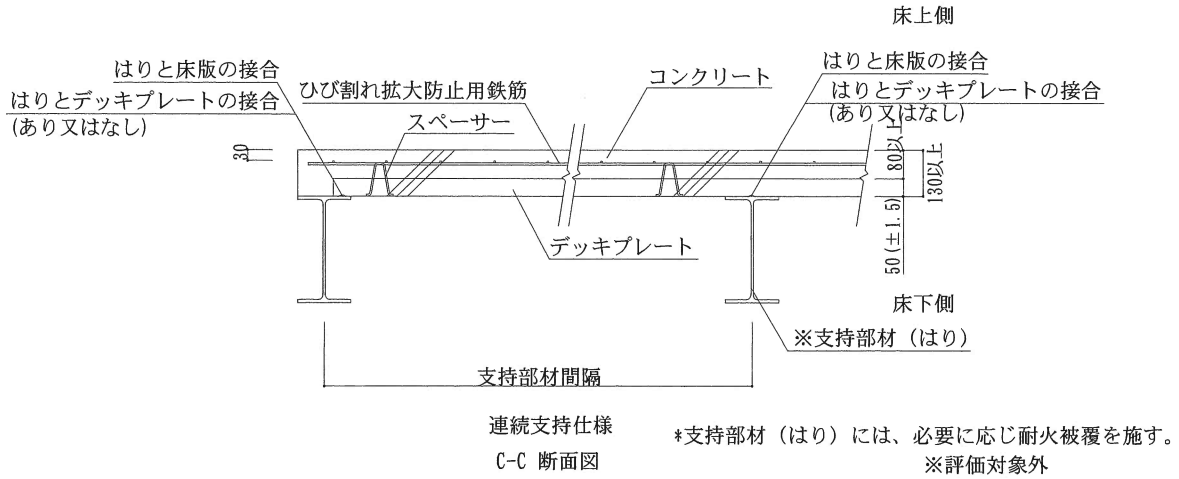 床上側
はりと床版の接合
はりとデッキプレートの接合
(あり又はなし)
ひび割れ拡大防止用鉄筋
スペーサー
コンクリート
はりと床版の接合
はりとデッキプレートの接合
(あり又はなし)
30
80以上
130以上
50(±1.5)
デッキプレート
床下側
※支持部材（はり）
支持部材間隔
連続支持仕様
C-C 断面図
*支持部材（はり）には、必要に応じ耐火被覆を施す。
※評価対象外